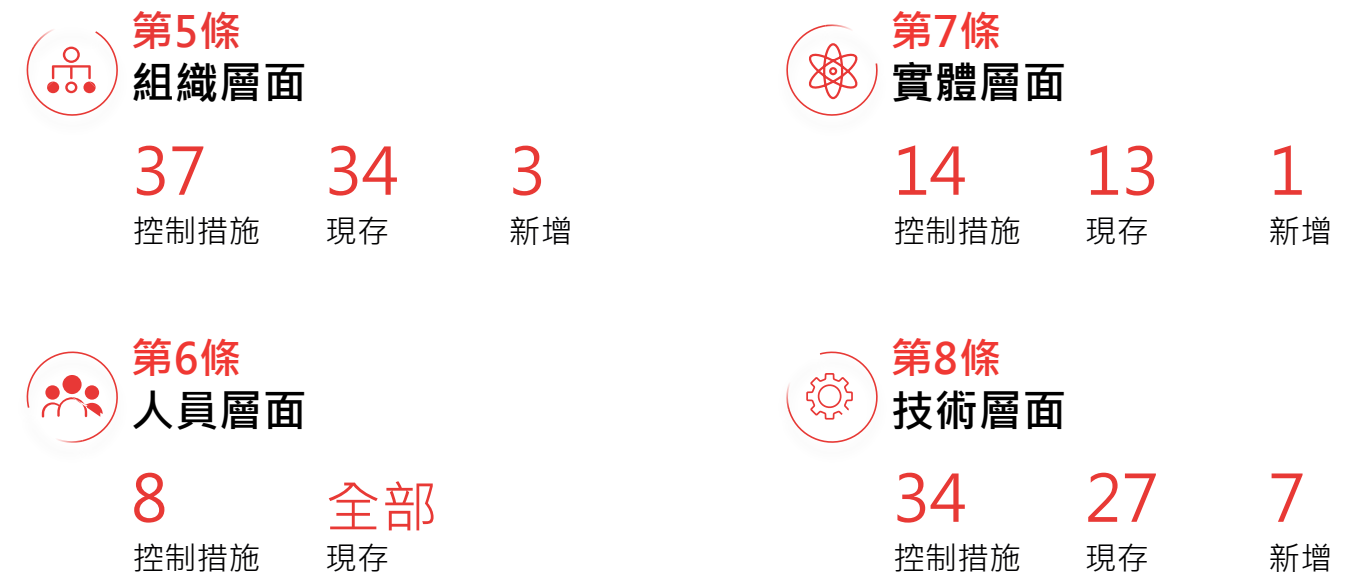 第5條
組織層面
37 34 3
控制措施 現存 新增
第7條
實體層面
14 13 1
控制措施 現存 新增
第6條
人員層面
8 全部
控制措施 現存
第8條
技術層面
34 27 7
控制措施 現存 新增